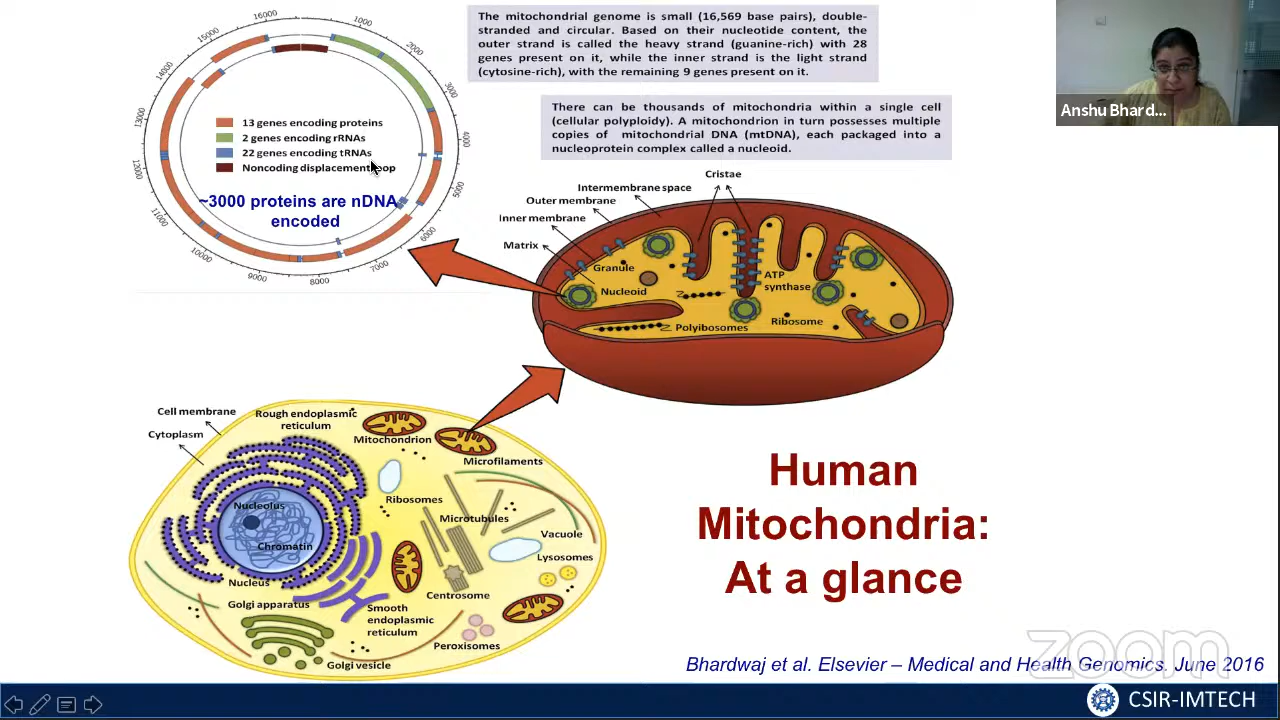 The mitochondrial genome is small (16,569 base pairs), double-
stranded and circular. Based on their nucleotide content, the
outer strand is called the heavy strand (guanine-rich) with 28
genes present on it, while the inner strand is the light strand
(cytosine-rich), with the remaining 9 genes present on it.
There can be thousands of mitochondria within a single cell
(cellular polyploidy). A mitochondrion in turn possesses multiple
copies of mitochondrial DNA (mtDNA), each packaged into a
nucleoprotein complex called a nucleoid.
Anshu Bhard...
16000
1000
2000
3000
4000
5000
6000
7000
8000
9000
10000
11000
12000
13000
14000
15000
13 genes encoding proteins
2 genes encoding rRNAs
22 genes encoding tRNAs
Noncoding displacement loop
~3000 proteins are nDNA
encoded
Cristae
Intermembrane space
Outer membrane
Inner membrane
Matrix
Granule
Nucleoid
ATP
synthase
Polyibosomes
Ribosome
Cell membrane
Cytoplasm
Rough endoplasmic
reticulum
Mitochondrion
Microfilaments
Ribosomes
Nucleolus
Microtubules
Vacuole
Chromatin
Lysosomes
Nucleus
Centrosome
Golgi apparatus
Smooth
endoplasmic
reticulum
Peroxisomes
Golgi vesicle
Human
Mitochondria:
At a glance
zoom
Bhardwaj et al. Elsevier – Medical and Health Genomics. June 2016
CSIR-IMTECH